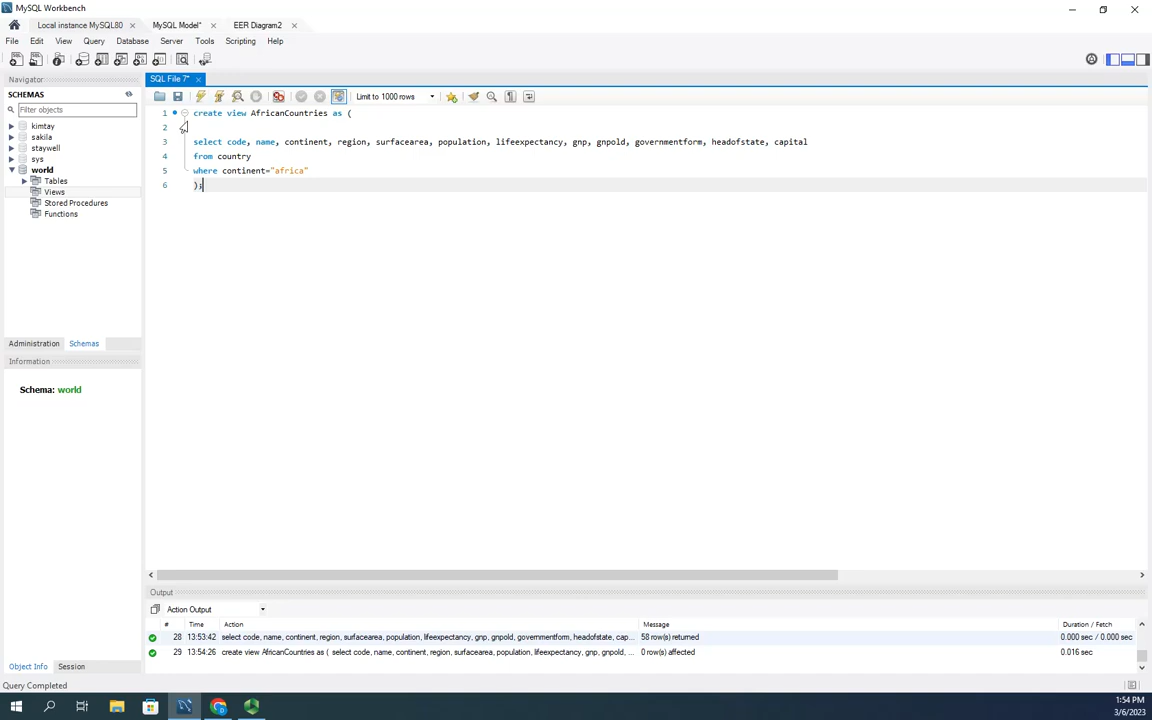 MySQL Workbench
Local instance MySQL80 ×
MySQL Model* ×
EER Diagram2 ×
File Edit View Database Query Server Tools Scripting Help
Navigator
SCHEMAS
Filter objects
kimtay
sakila
staywell
sys
world
Tables
Views
Stored Procedures
Functions
Administration Schemas
Information
Schema: world
Object Info Session
SQL File 7* ×
Limit to 1000 rows
1 create view AfricanCountries as (
2
3 select code, name, continent, region, surfacearea, population, lifeexpectancy, gnp, gnpold, governmentform, headofstate, capital
4 from country
5 where continent="africa"
6 );
Output
Action Output
# Time Action Message Duration / Fetch
28 13:53:42 select code, name, continent, region, surfacearea, population, lifeexpectancy, gnp, gnpold, governmentform, headofstate, cap... 58 row(s) returned 0.000 sec / 0.000 sec
29 13:54:26 create view AfricanCountries as ( select code, name, continent, region, surfacearea, population, lifeexpectancy, gnp, gnpold, ... 0 row(s) affected 0.016 sec
Query Completed
1:54 PM
3/6/2023